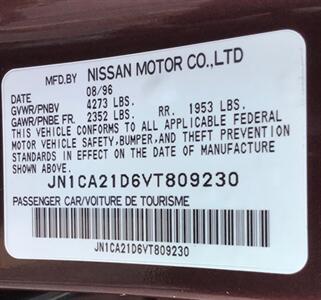 MFD.BY NISSAN MOTOR CO.,LTD
DATE 08/96
GVWR/PNBV 4273 LBS.
GAWR/PNBE FR. 2352 LBS. RR. 1953 LBS.
THIS VEHICLE CONFORMS TO ALL APPLICABLE FEDERAL
MOTOR VEHICLE SAFETY,BUMPER,AND THEFT PREVENTION
STANDARDS IN EFFECT ON THE DATE OF MANUFACTURE
SHOWN ABOVE.
JN1CA21D6VT809230
PASSENGER CAR/VOITURE DE TOURISME
JN1CA21D6VT809230